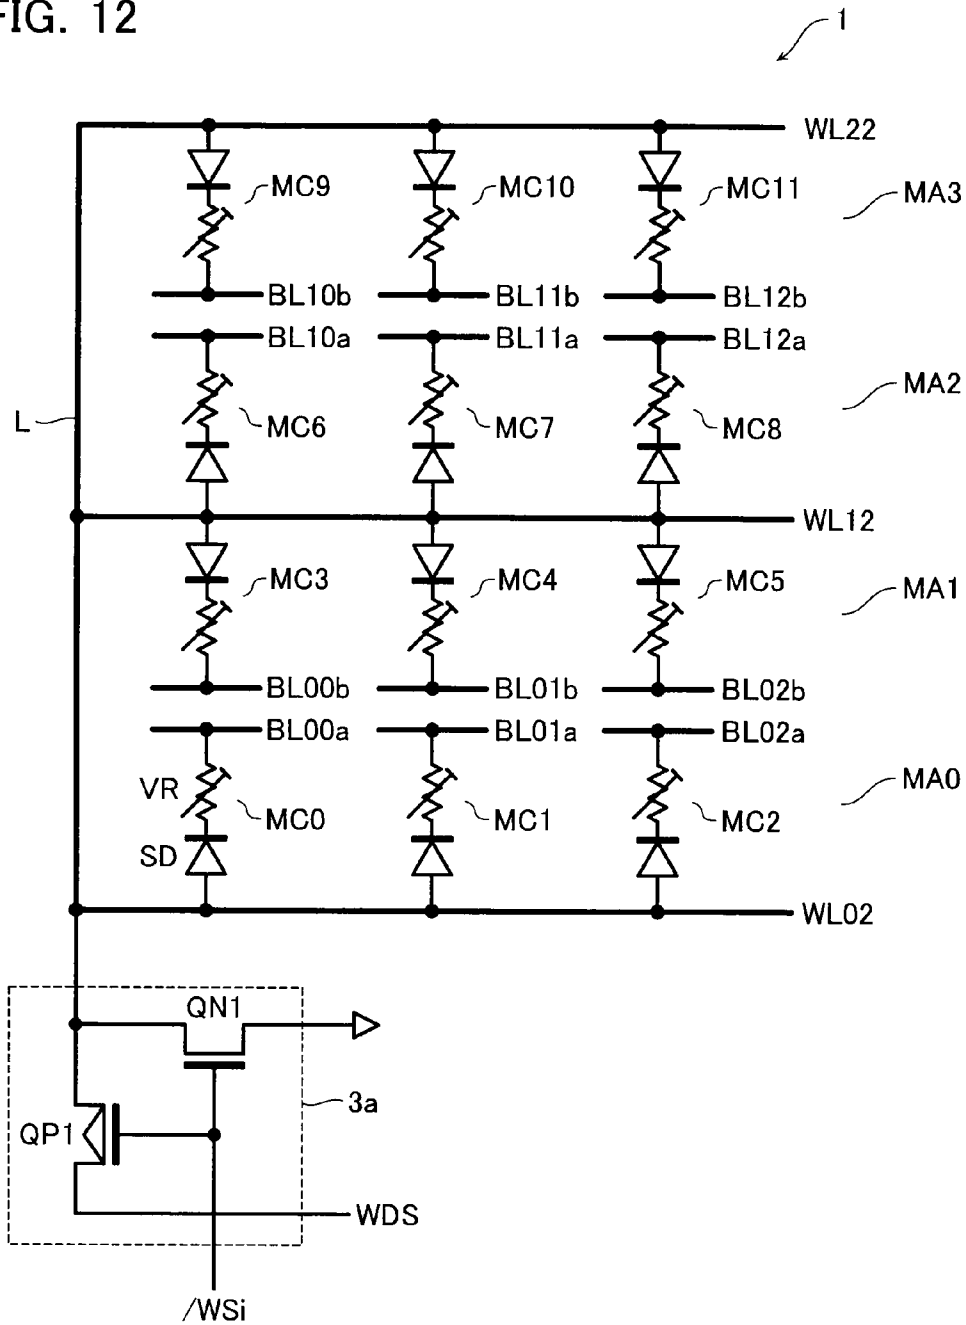 FIG. 12
1
WL22
MC9 MC10 MC11 MA3
BL10b BL11b BL12b
BL10a BL11a BL12a
L MC6 MC7 MC8 MA2
WL12
MC3 MC4 MC5 MA1
BL00b BL01b BL02b
BL00a BL01a BL02a
VR MC0 MC1 MC2 MA0
SD
WL02
QN1
3a
QP1
WDS
/WSi